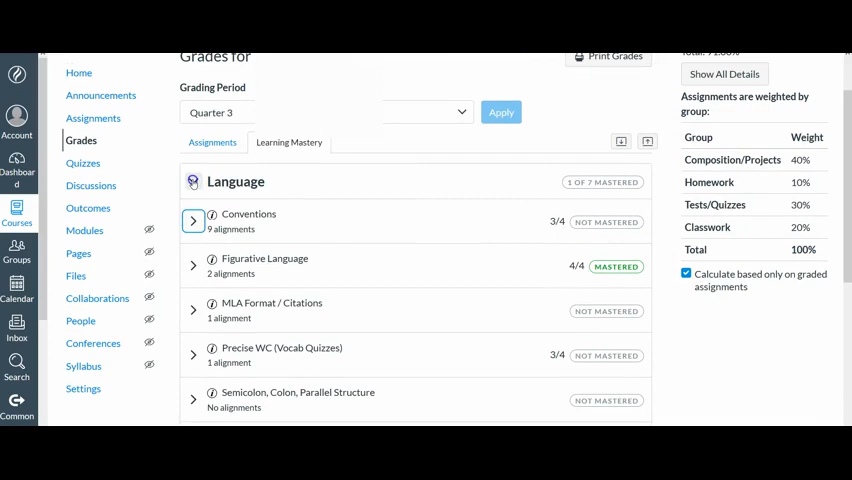 Grades for
Print Grades
Total: 91.88%
Home
Announcements
Assignments
Grades
Quizzes
Discussions
Outcomes
Modules
Pages
Files
Collaborations
People
Conferences
Syllabus
Settings
Account
Dashboar
d
Courses
Groups
Calendar
Inbox
Search
Common
Grading Period
Quarter 3
Apply
Assignments
Learning Mastery
Language
1 OF 7 MASTERED
Conventions
9 alignments
3/4 NOT MASTERED
Figurative Language
2 alignments
4/4 MASTERED
MLA Format / Citations
1 alignment
NOT MASTERED
Precise WC (Vocab Quizzes)
1 alignment
3/4 NOT MASTERED
Semicolon, Colon, Parallel Structure
No alignments
NOT MASTERED
Show All Details
Assignments are weighted by
group:
Group Weight
Composition/Projects 40%
Homework 10%
Tests/Quizzes 30%
Classwork 20%
Total 100%
Calculate based only on graded
assignments